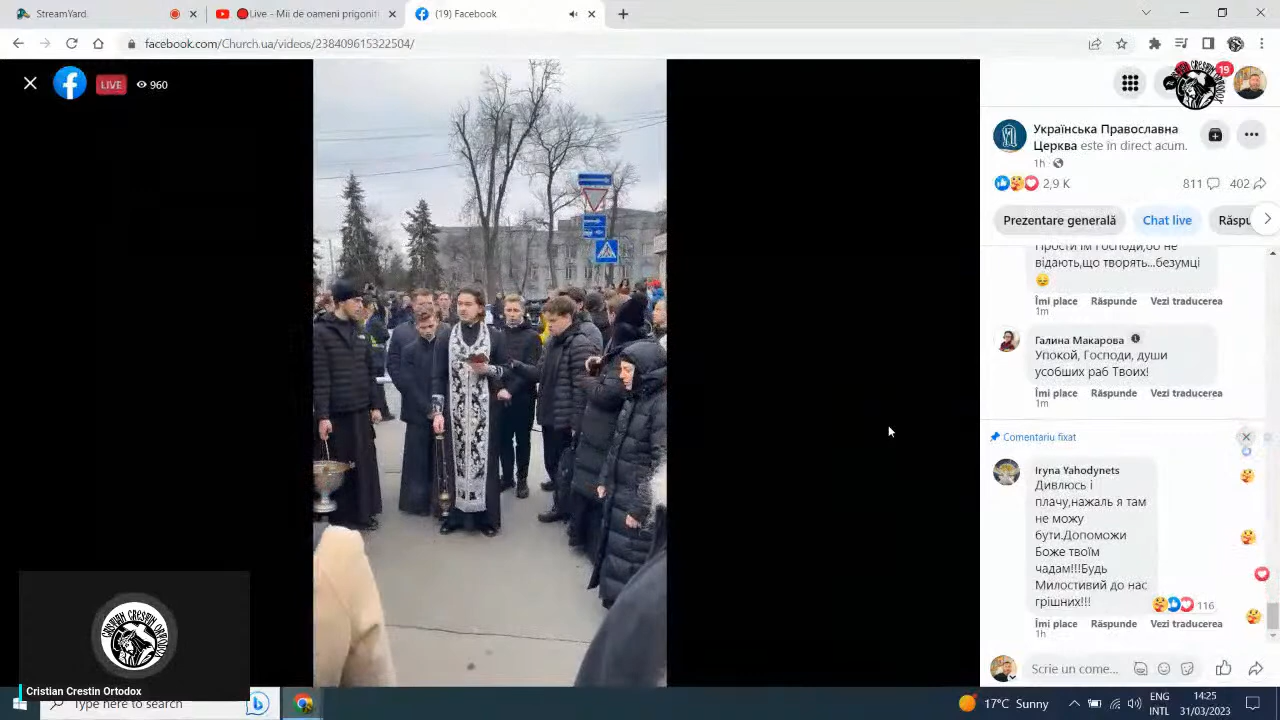 StreamYard.
Live - Mii de oameni prigoniti
(19) Facebook
facebook.com/Church.ua/videos/238409615322504/
LIVE 960
19
Українська Православна
Церква este în direct acum.
1h
2,9 K 811 402
Prezentare generală Chat live Răspu
Прости їм Господи,бо не
відають,що творять...безумці
Îmi place Răspunde Vezi traducerea
1m
Галина Макарова
Упокой, Господи, души
усобших раб Твоих!
Îmi place Răspunde Vezi traducerea
1m
Comentariu fixat
Iryna Yahodynets
Дивлюсь і
плачу,нажаль я там
не можу
бути.Допоможи
Боже твоїм
чадам!!!Будь
Милостивий до нас
грішних!!!
116
Îmi place Răspunde Vezi traducerea
1h
Scrie un come...
CRESTIN ORTODOX
Cristian Crestin Ortodox
Type here to search
17°C Sunny
ENG
INTL
14:25
31/03/2023